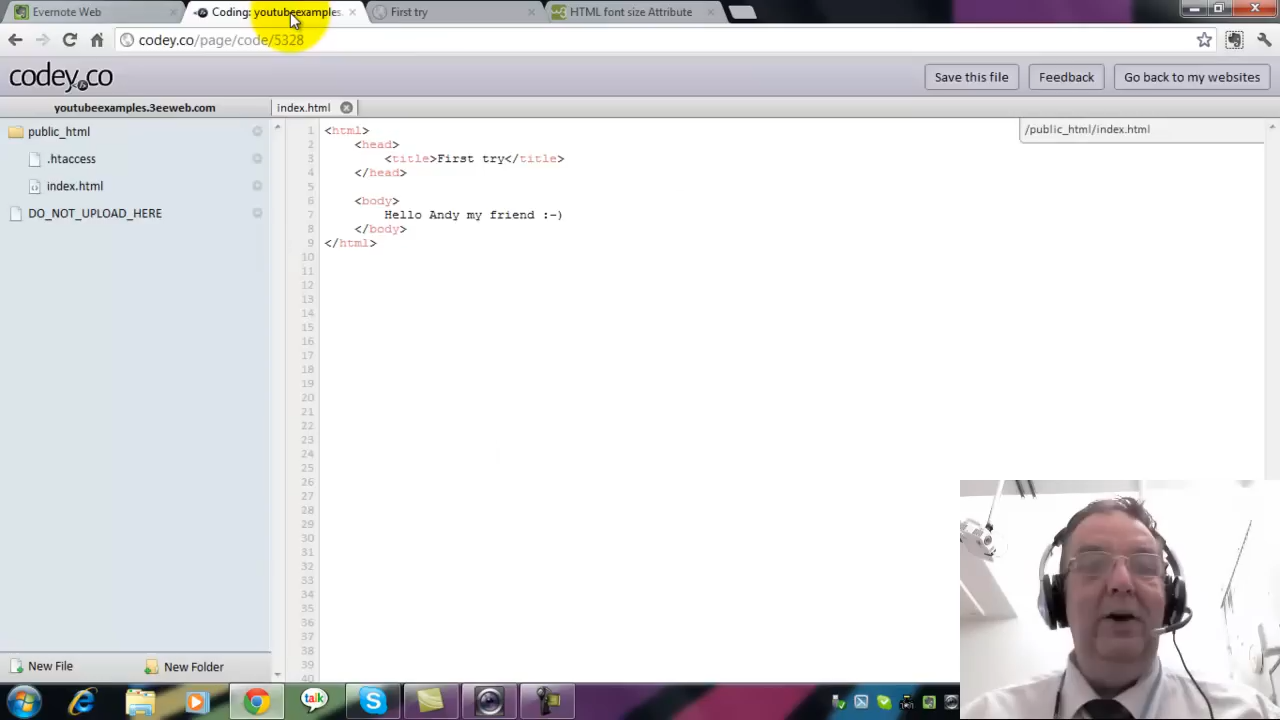 Evernote Web
Coding: youtubeexamples.
First try
HTML font size Attribute
codey.co/page/code/5328
codey.co
Save this file
Feedback
Go back to my websites
youtubeexamples.3eeweb.com
index.html
public_html
.htaccess
index.html
DO_NOT_UPLOAD_HERE
/public_html/index.html
1 <html>
2 <head>
3 <title>First try</title>
4 </head>
5
6 <body>
7 Hello Andy my friend :-)
8 </body>
9 </html>
10
11
12
13
14
15
16
17
18
19
20
21
22
23
24
25
26
27
28
29
30
31
32
33
34
35
36
37
38
39
40
New File
New Folder
talk